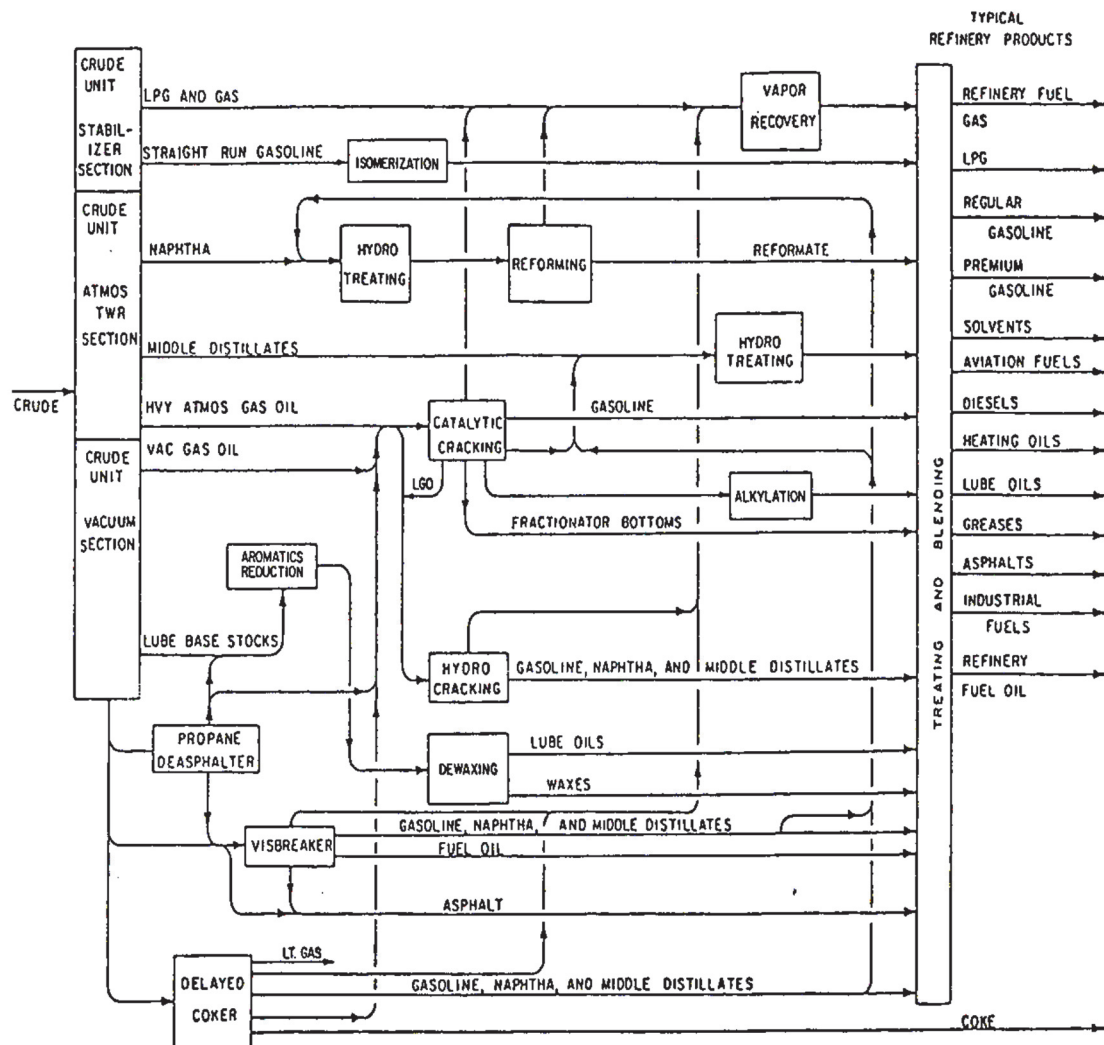 TYPICAL
REFINERY PRODUCTS
CRUDE
UNIT
STABIL-
IZER
SECTION
LPG AND GAS
VAPOR
RECOVERY
REFINERY FUEL
GAS
STRAIGHT RUN GASOLINE
ISOMERIZATION
LPG
CRUDE
UNIT
ATMOS
TWR
SECTION
REGULAR
GASOLINE
NAPHTHA
HYDRO
TREATING
REFORMING
REFORMATE
PREMIUM
GASOLINE
SOLVENTS
MIDDLE DISTILLATES
HYDRO
TREATING
AVIATION FUELS
CRUDE
HVY ATMOS GAS OIL
CATALYTIC
CRACKING
GASOLINE
DIESELS
VAC GAS OIL
HEATING OILS
CRUDE
UNIT
VACUUM
SECTION
LGO
ALKYLATION
LUBE OILS
FRACTIONATOR BOTTOMS
GREASES
AROMATICS
REDUCTION
ASPHALTS
INDUSTRIAL
FUELS
LUBE BASE STOCKS
HYDRO
CRACKING
GASOLINE, NAPHTHA, AND MIDDLE DISTILLATES
REFINERY
FUEL OIL
TREATING AND BLENDING
PROPANE
DEASPHALTER
DEWAXING
LUBE OILS
WAXES
VISBREAKER
GASOLINE, NAPHTHA, AND MIDDLE DISTILLATES
FUEL OIL
ASPHALT
LT. GAS
DELAYED
COKER
GASOLINE, NAPHTHA, AND MIDDLE DISTILLATES
COKE